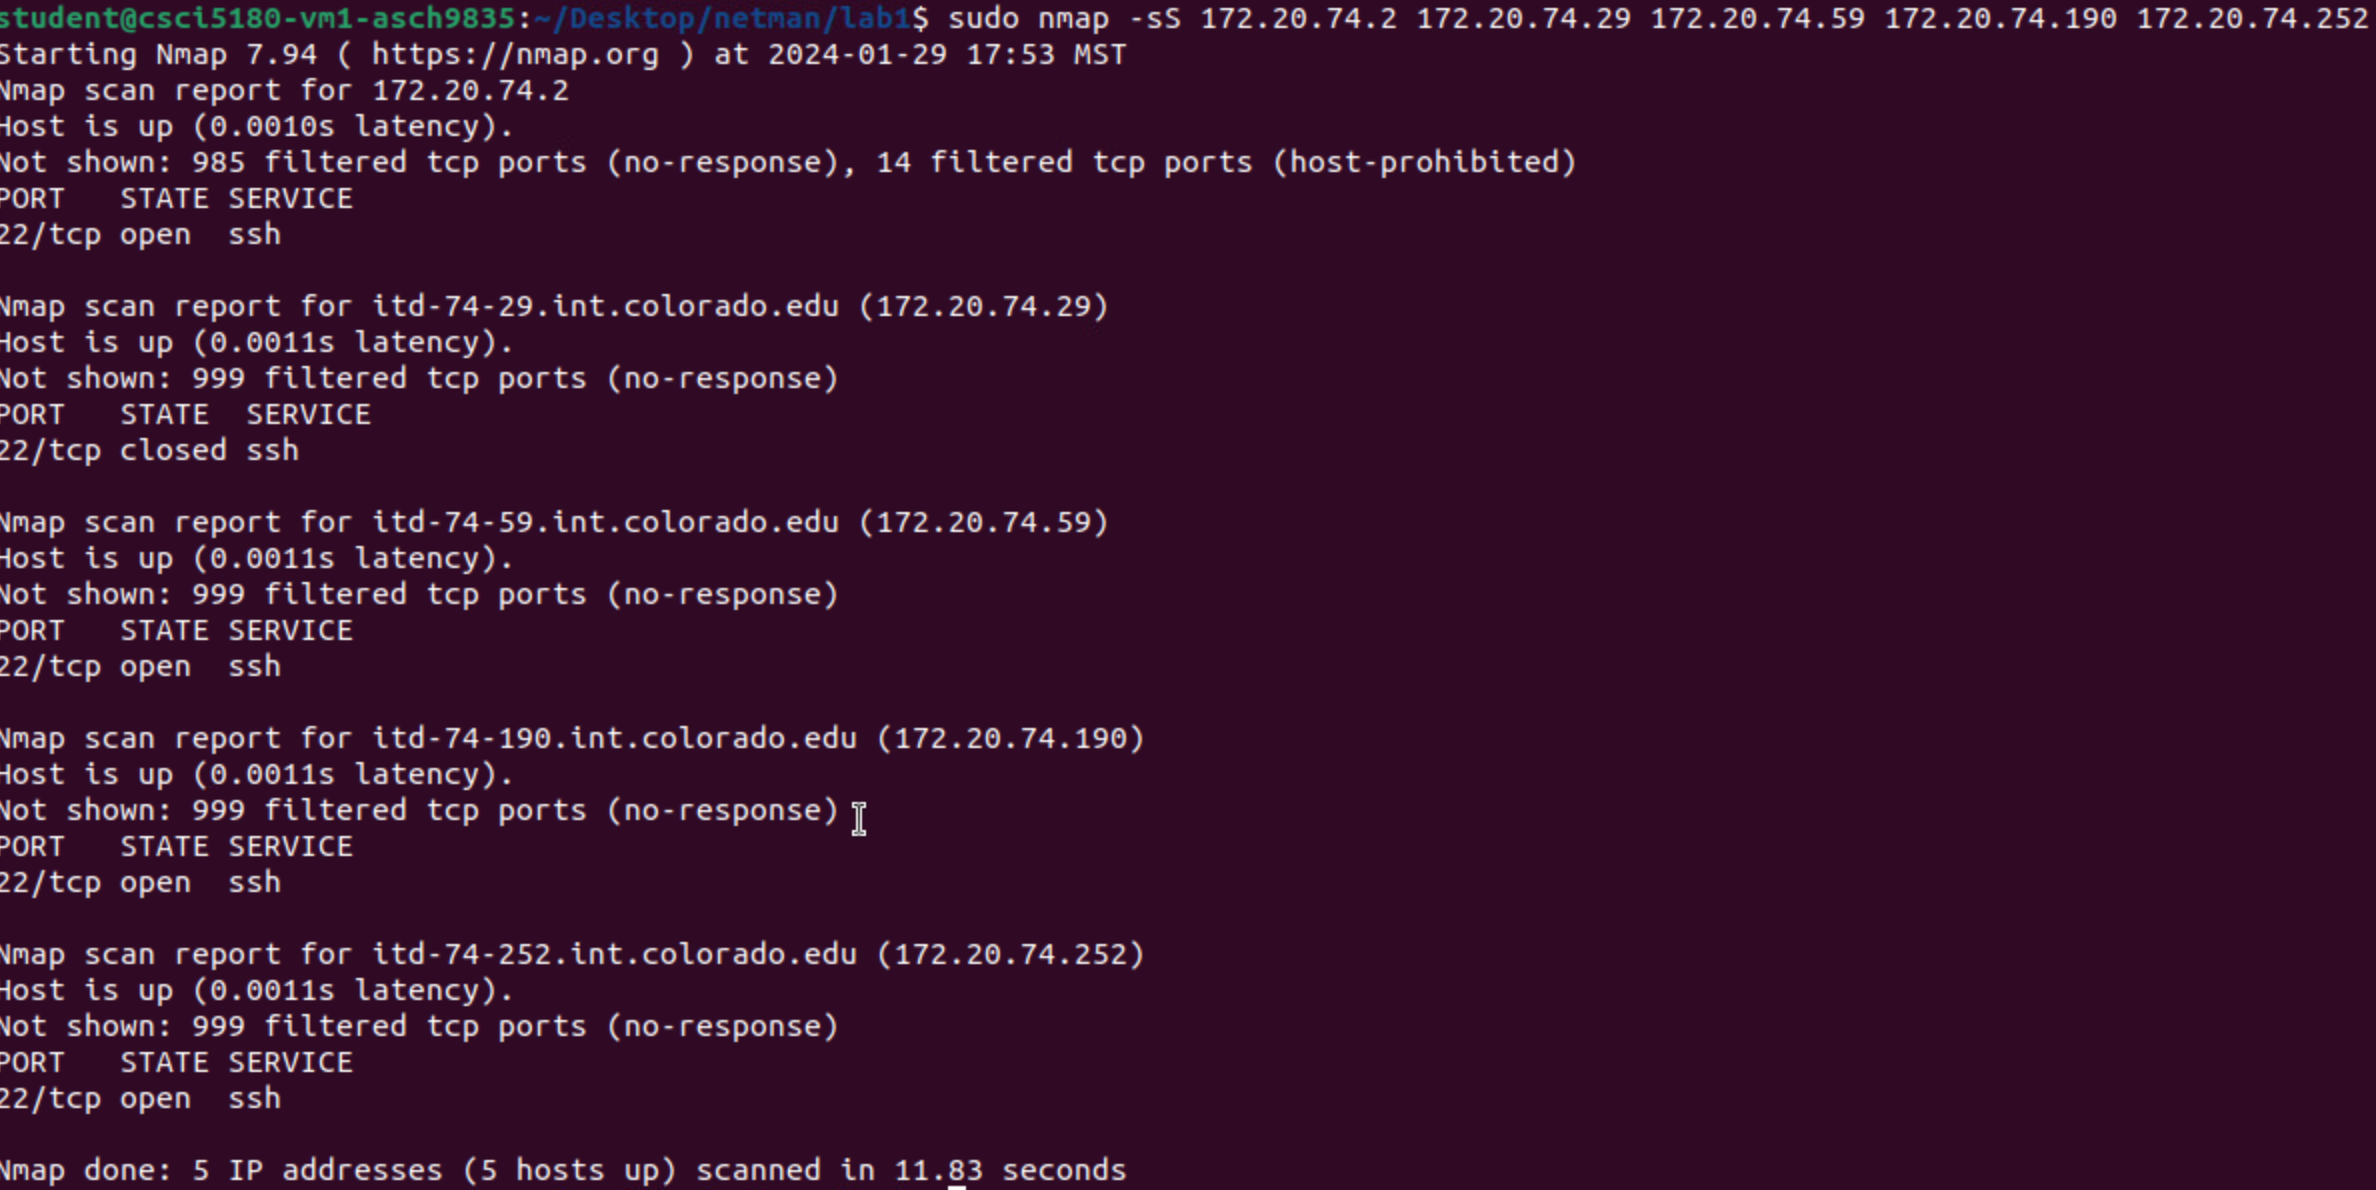 student@csci5180-vm1-asch9835:~/Desktop/netman/lab1$ sudo nmap -sS 172.20.74.2 172.20.74.29 172.20.74.59 172.20.74.190 172.20.74.252
Starting Nmap 7.94 ( https://nmap.org ) at 2024-01-29 17:53 MST
Nmap scan report for 172.20.74.2
Host is up (0.0010s latency).
Not shown: 985 filtered tcp ports (no-response), 14 filtered tcp ports (host-prohibited)
PORT   STATE SERVICE
22/tcp open  ssh

Nmap scan report for itd-74-29.int.colorado.edu (172.20.74.29)
Host is up (0.0011s latency).
Not shown: 999 filtered tcp ports (no-response)
PORT   STATE  SERVICE
22/tcp closed ssh

Nmap scan report for itd-74-59.int.colorado.edu (172.20.74.59)
Host is up (0.0011s latency).
Not shown: 999 filtered tcp ports (no-response)
PORT   STATE SERVICE
22/tcp open  ssh

Nmap scan report for itd-74-190.int.colorado.edu (172.20.74.190)
Host is up (0.0011s latency).
Not shown: 999 filtered tcp ports (no-response)
PORT   STATE SERVICE
22/tcp open  ssh

Nmap scan report for itd-74-252.int.colorado.edu (172.20.74.252)
Host is up (0.0011s latency).
Not shown: 999 filtered tcp ports (no-response)
PORT   STATE SERVICE
22/tcp open  ssh

Nmap done: 5 IP addresses (5 hosts up) scanned in 11.83 seconds